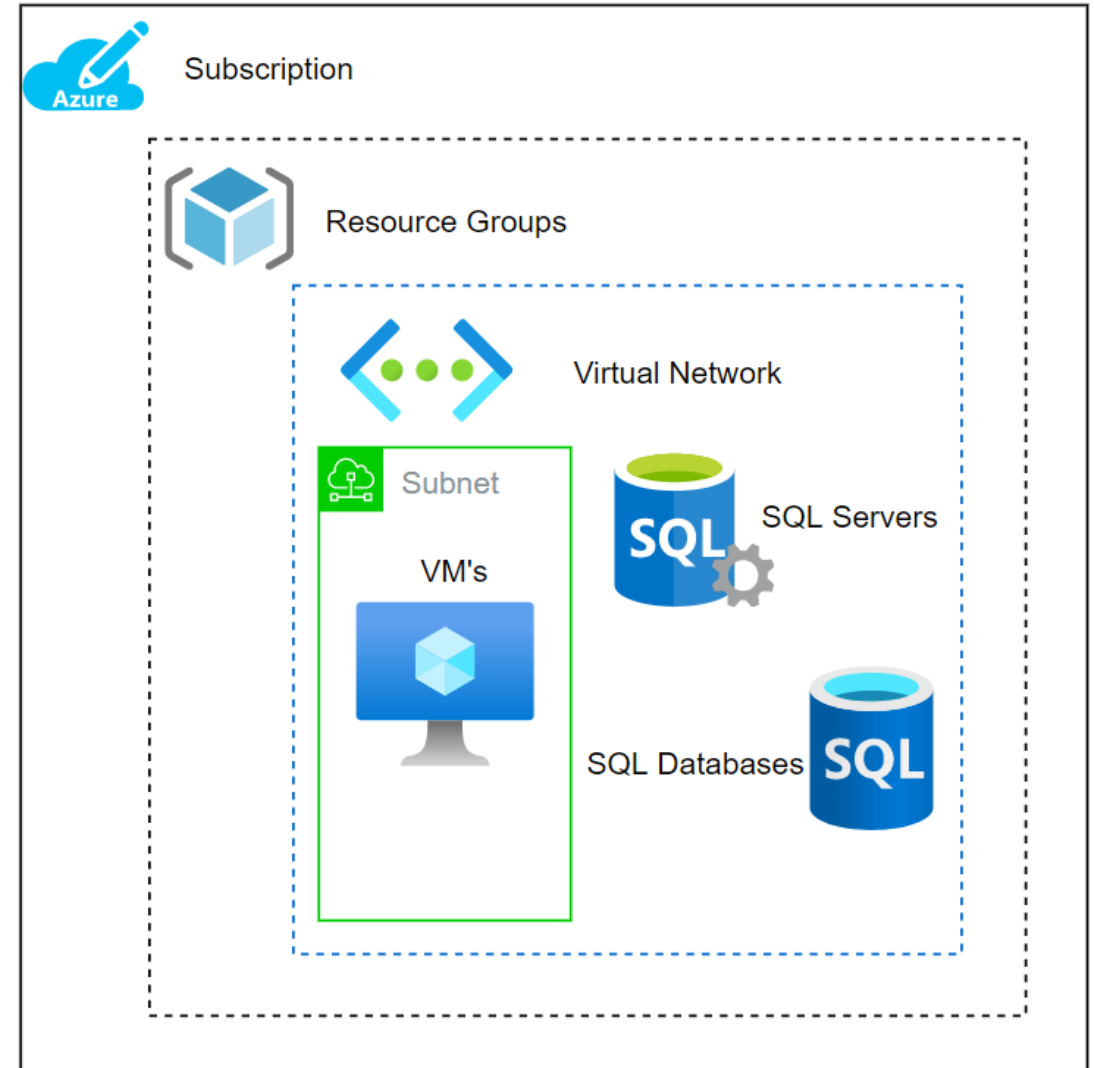 Azure
Subscription
Resource Groups
Virtual Network
Subnet
VM's
SQL
SQL Servers
SQL Databases
SQL